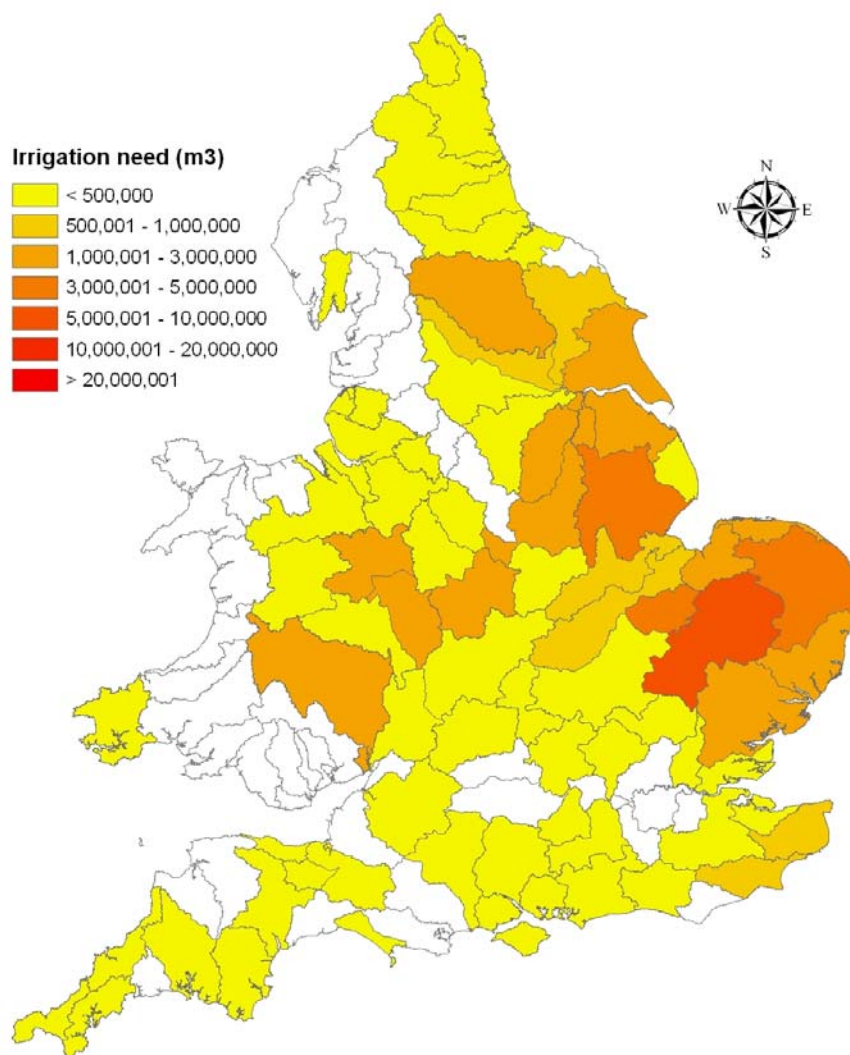 Irrigation need (m3)
< 500,000
500,001 - 1,000,000
1,000,001 - 3,000,000
3,000,001 - 5,000,000
5,000,001 - 10,000,000
10,000,001 - 20,000,000
> 20,000,001
N
W E
S